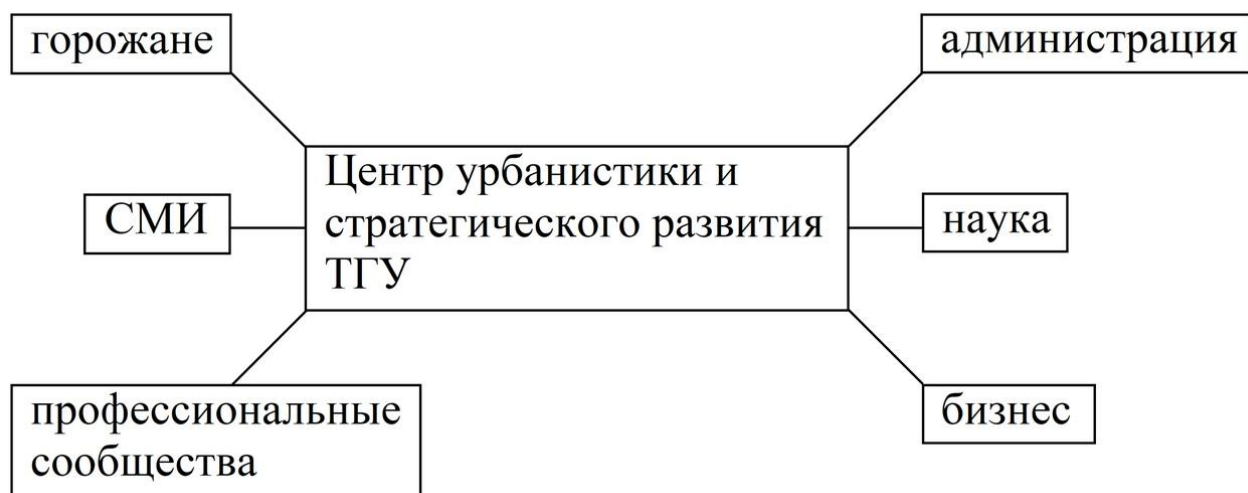 горожане
администрация
Центр урбанистики и
стратегического развития
ТГУ
СМИ
наука
профессиональные
сообщества
бизнес